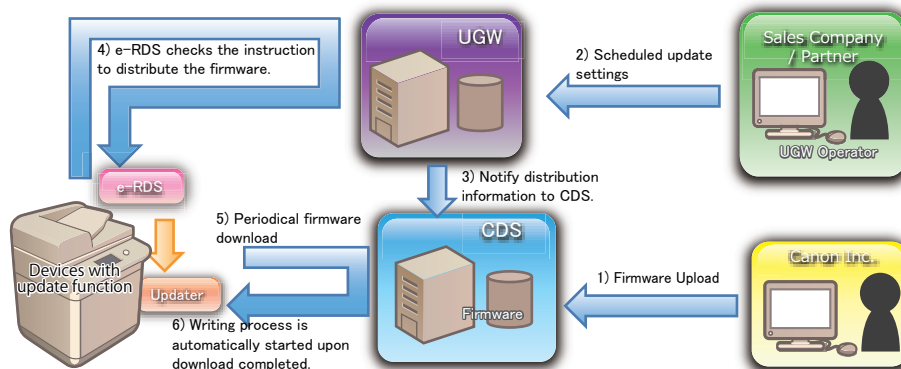 4) e-RDS checks the instruction
to distribute the firmware.
UGW
2) Scheduled update
settings
Sales Company
/ Partner
UGW Operator
e-RDS
3) Notify distribution
information to CDS.
5) Periodical firmware
download
CDS
Canon Inc.
Devices with
update function
Updater
Firmware
1) Firmware Upload
6) Writing process is
automatically started upon
download completed.